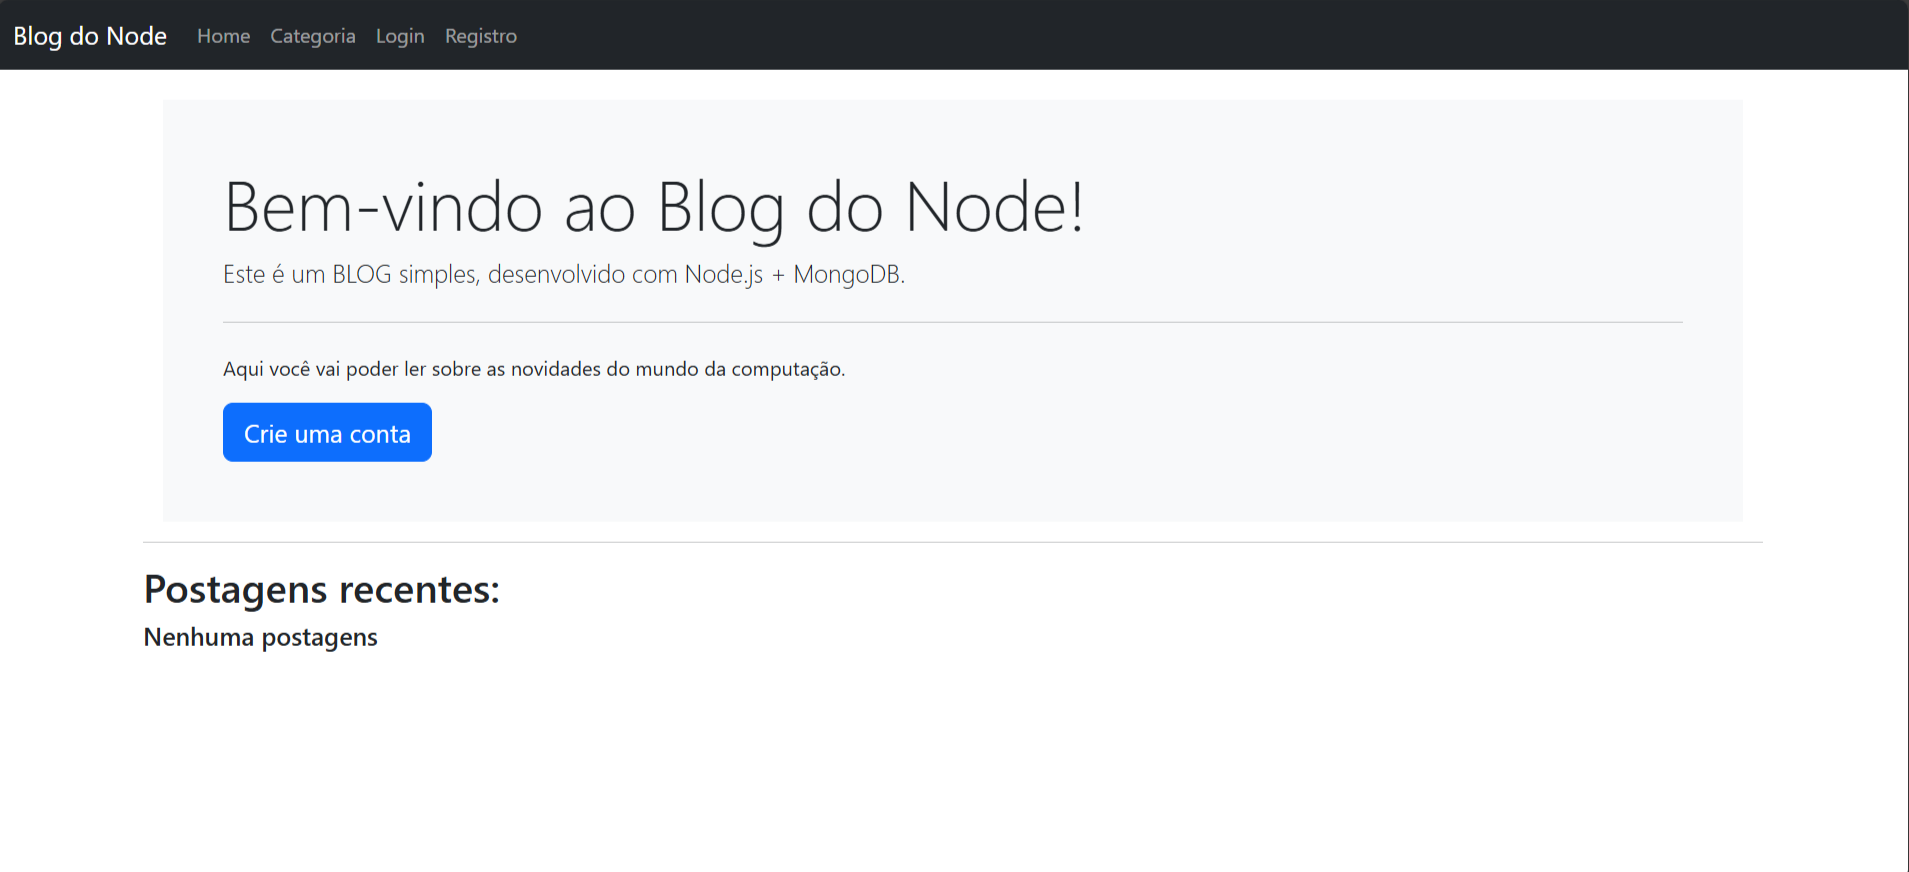 Blog do Node Home Categoria Login Registro
Bem-vindo ao Blog do Node!
Este é um BLOG simples, desenvolvido com Node.js + MongoDB.
Aqui você vai poder ler sobre as novidades do mundo da computação.
Crie uma conta
Postagens recentes:
Nenhuma postagens